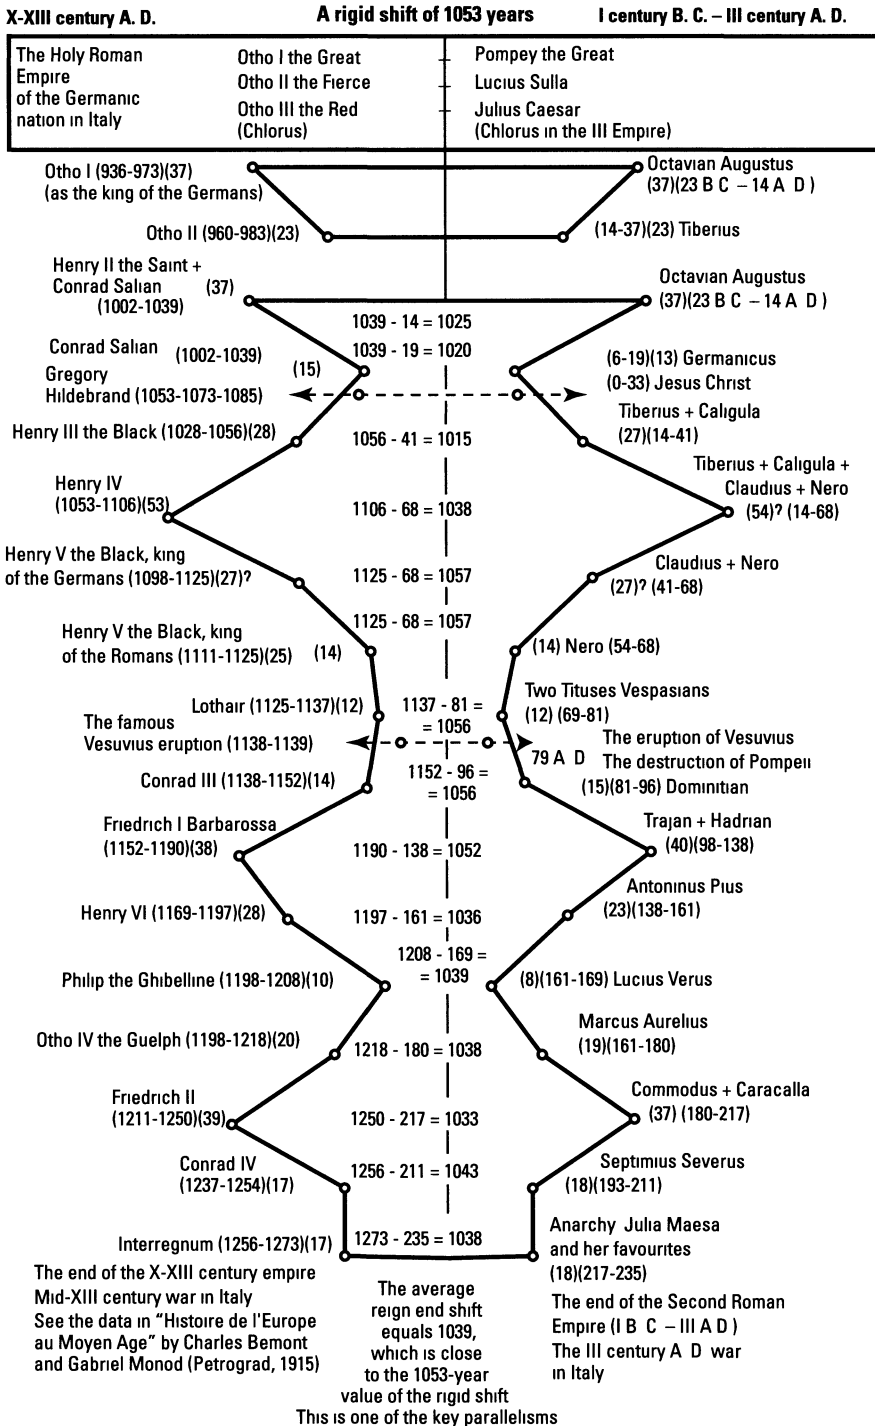 X-XIII century A. D.
A rigid shift of 1053 years
I century B. C. – III century A. D.
The Holy Roman
Empire
of the Germanic
nation in Italy
Otho I the Great
Otho II the Fierce
Otho III the Red
(Chlorus)
Pompey the Great
Lucius Sulla
Julius Caesar
(Chlorus in the III Empire)
Otho I (936-973)(37)
(as the king of the Germans)
Octavian Augustus
(37)(23 B C – 14 A D )
Otho II (960-983)(23)
(14-37)(23) Tiberius
Henry II the Saint +
Conrad Salian (37)
(1002-1039)
Octavian Augustus
(37)(23 B C – 14 A D )
1039 - 14 = 1025
Conrad Salian (1002-1039)
(15)
1039 - 19 = 1020
(6-19)(13) Germanicus
Gregory
Hildebrand (1053-1073-1085)
(0-33) Jesus Christ
Henry III the Black (1028-1056)(28)
1056 - 41 = 1015
Tiberius + Caligula
(27)(14-41)
Henry IV
(1053-1106)(53)
1106 - 68 = 1038
Tiberius + Caligula +
Claudius + Nero
(54)? (14-68)
Henry V the Black, king
of the Germans (1098-1125)(27)?
1125 - 68 = 1057
Claudius + Nero
(27)? (41-68)
1125 - 68 = 1057
Henry V the Black, king
of the Romans (1111-1125)(25) (14)
(14) Nero (54-68)
Lothair (1125-1137)(12)
1137 - 81 =
= 1056
Two Tituses Vespasians
(12) (69-81)
The famous
Vesuvius eruption (1138-1139)
79 A D
The eruption of Vesuvius
The destruction of Pompeii
Conrad III (1138-1152)(14)
1152 - 96 =
= 1056
(15)(81-96) Dominitian
Friedrich I Barbarossa
(1152-1190)(38)
1190 - 138 = 1052
Trajan + Hadrian
(40)(98-138)
Henry VI (1169-1197)(28)
1197 - 161 = 1036
Antoninus Pius
(23)(138-161)
Philip the Ghibelline (1198-1208)(10)
1208 - 169 =
= 1039
(8)(161-169) Lucius Verus
Otho IV the Guelph (1198-1218)(20)
1218 - 180 = 1038
Marcus Aurelius
(19)(161-180)
Friedrich II
(1211-1250)(39)
1250 - 217 = 1033
Commodus + Caracalla
(37) (180-217)
Conrad IV
(1237-1254)(17)
1256 - 211 = 1043
Septimius Severus
(18)(193-211)
Interregnum (1256-1273)(17)
1273 - 235 = 1038
Anarchy Julia Maesa
and her favourites
(18)(217-235)
The end of the X-XIII century empire
Mid-XIII century war in Italy
See the data in "Histoire de l'Europe
au Moyen Age" by Charles Bemont
and Gabriel Monod (Petrograd, 1915)
The average
reign end shift
equals 1039,
which is close
to the 1053-year
value of the rigid shift
This is one of the key parallelisms
The end of the Second Roman
Empire (I B C – III A D )
The III century A D war
in Italy